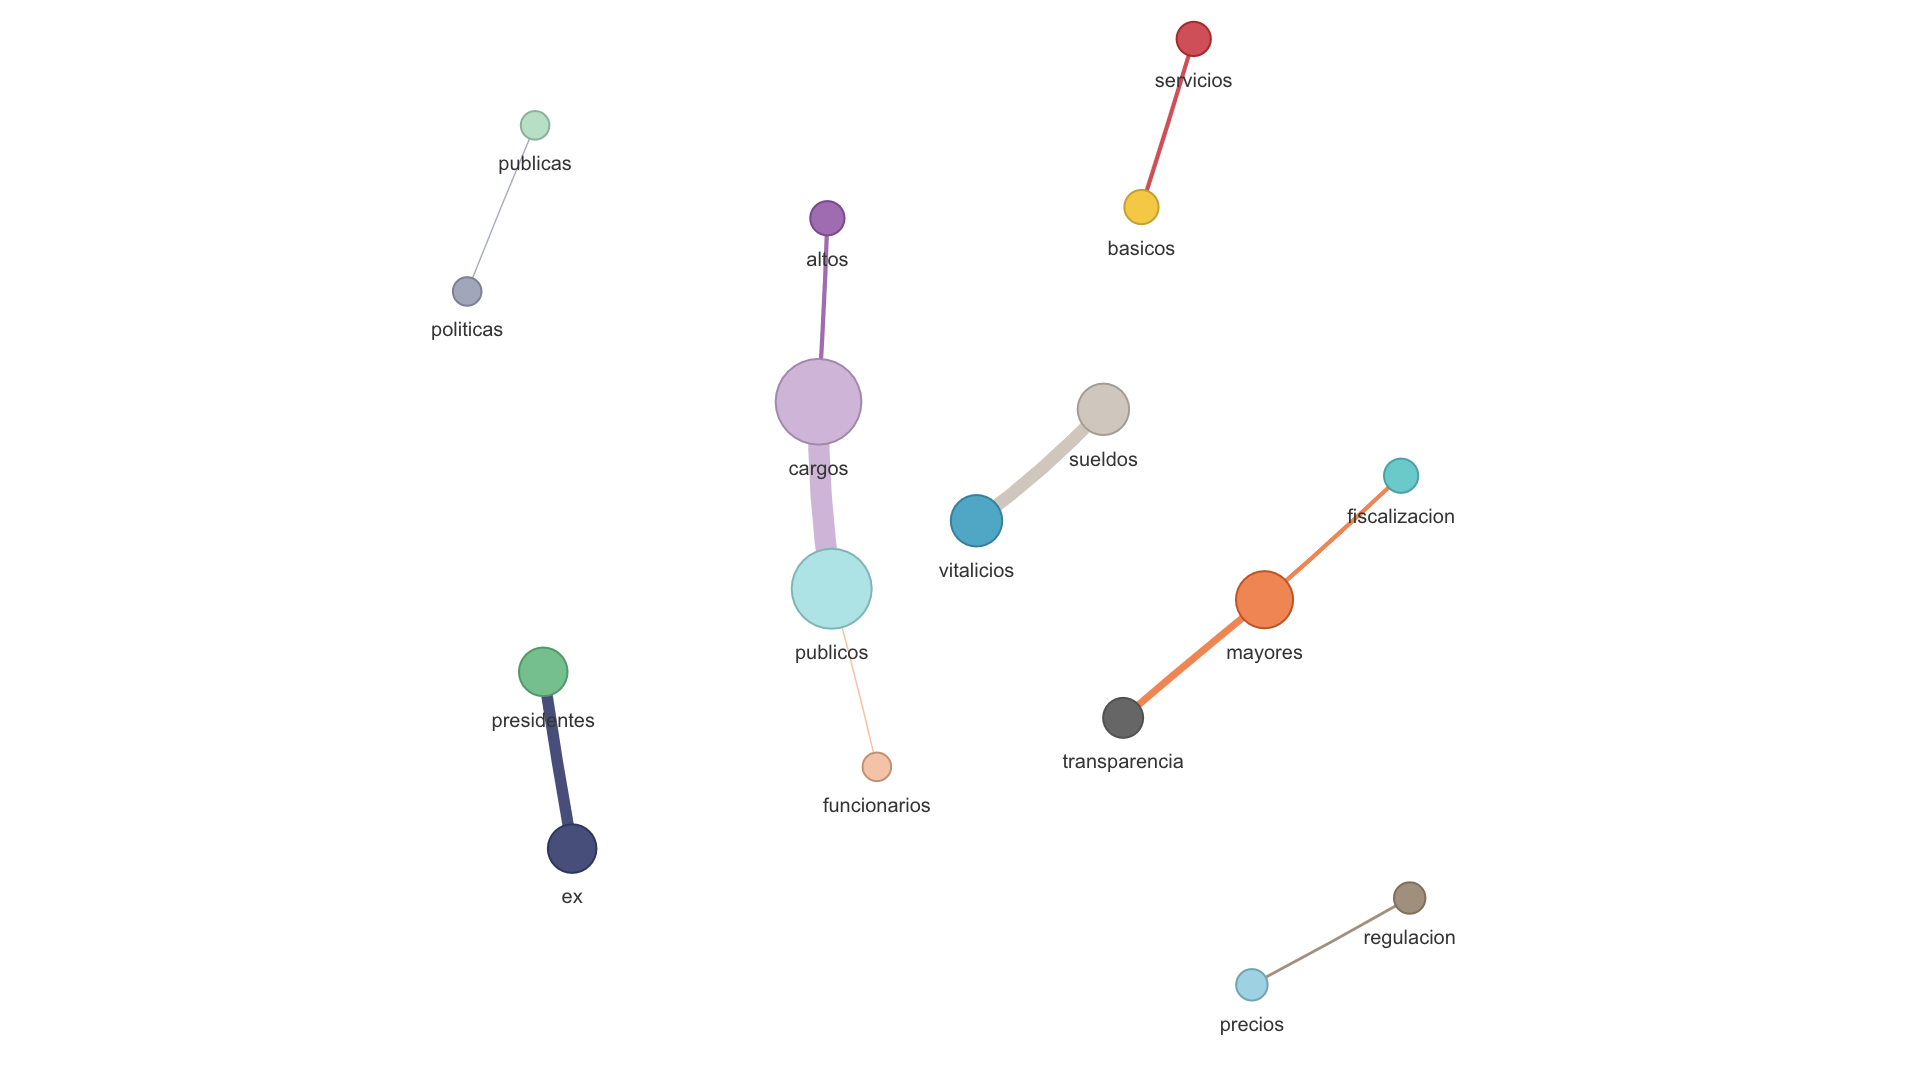 servicios
publicas
basicos
altos
politicas
sueldos
cargos
fiscalizacion
vitalicios
publicos
mayores
presidentes
transparencia
funcionarios
ex
regulacion
precios